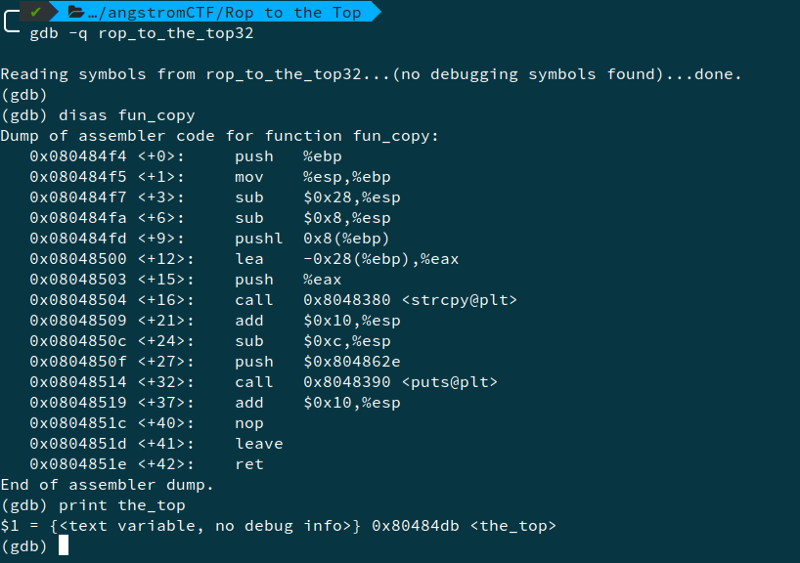 ✔ …/angstromCTF/Rop to the Top
gdb -q rop_to_the_top32
Reading symbols from rop_to_the_top32...(no debugging symbols found)...done.
(gdb)
(gdb) disas fun_copy
Dump of assembler code for function fun_copy:
   0x080484f4 <+0>:     push   %ebp
   0x080484f5 <+1>:     mov    %esp,%ebp
   0x080484f7 <+3>:     sub    $0x28,%esp
   0x080484fa <+6>:     sub    $0x8,%esp
   0x080484fd <+9>:     pushl  0x8(%ebp)
   0x08048500 <+12>:    lea    -0x28(%ebp),%eax
   0x08048503 <+15>:    push   %eax
   0x08048504 <+16>:    call   0x8048380 <strcpy@plt>
   0x08048509 <+21>:    add    $0x10,%esp
   0x0804850c <+24>:    sub    $0xc,%esp
   0x0804850f <+27>:    push   $0x804862e
   0x08048514 <+32>:    call   0x8048390 <puts@plt>
   0x08048519 <+37>:    add    $0x10,%esp
   0x0804851c <+40>:    nop
   0x0804851d <+41>:    leave
   0x0804851e <+42>:    ret
End of assembler dump.
(gdb) print the_top
$1 = {<text variable, no debug info>} 0x80484db <the_top>
(gdb)